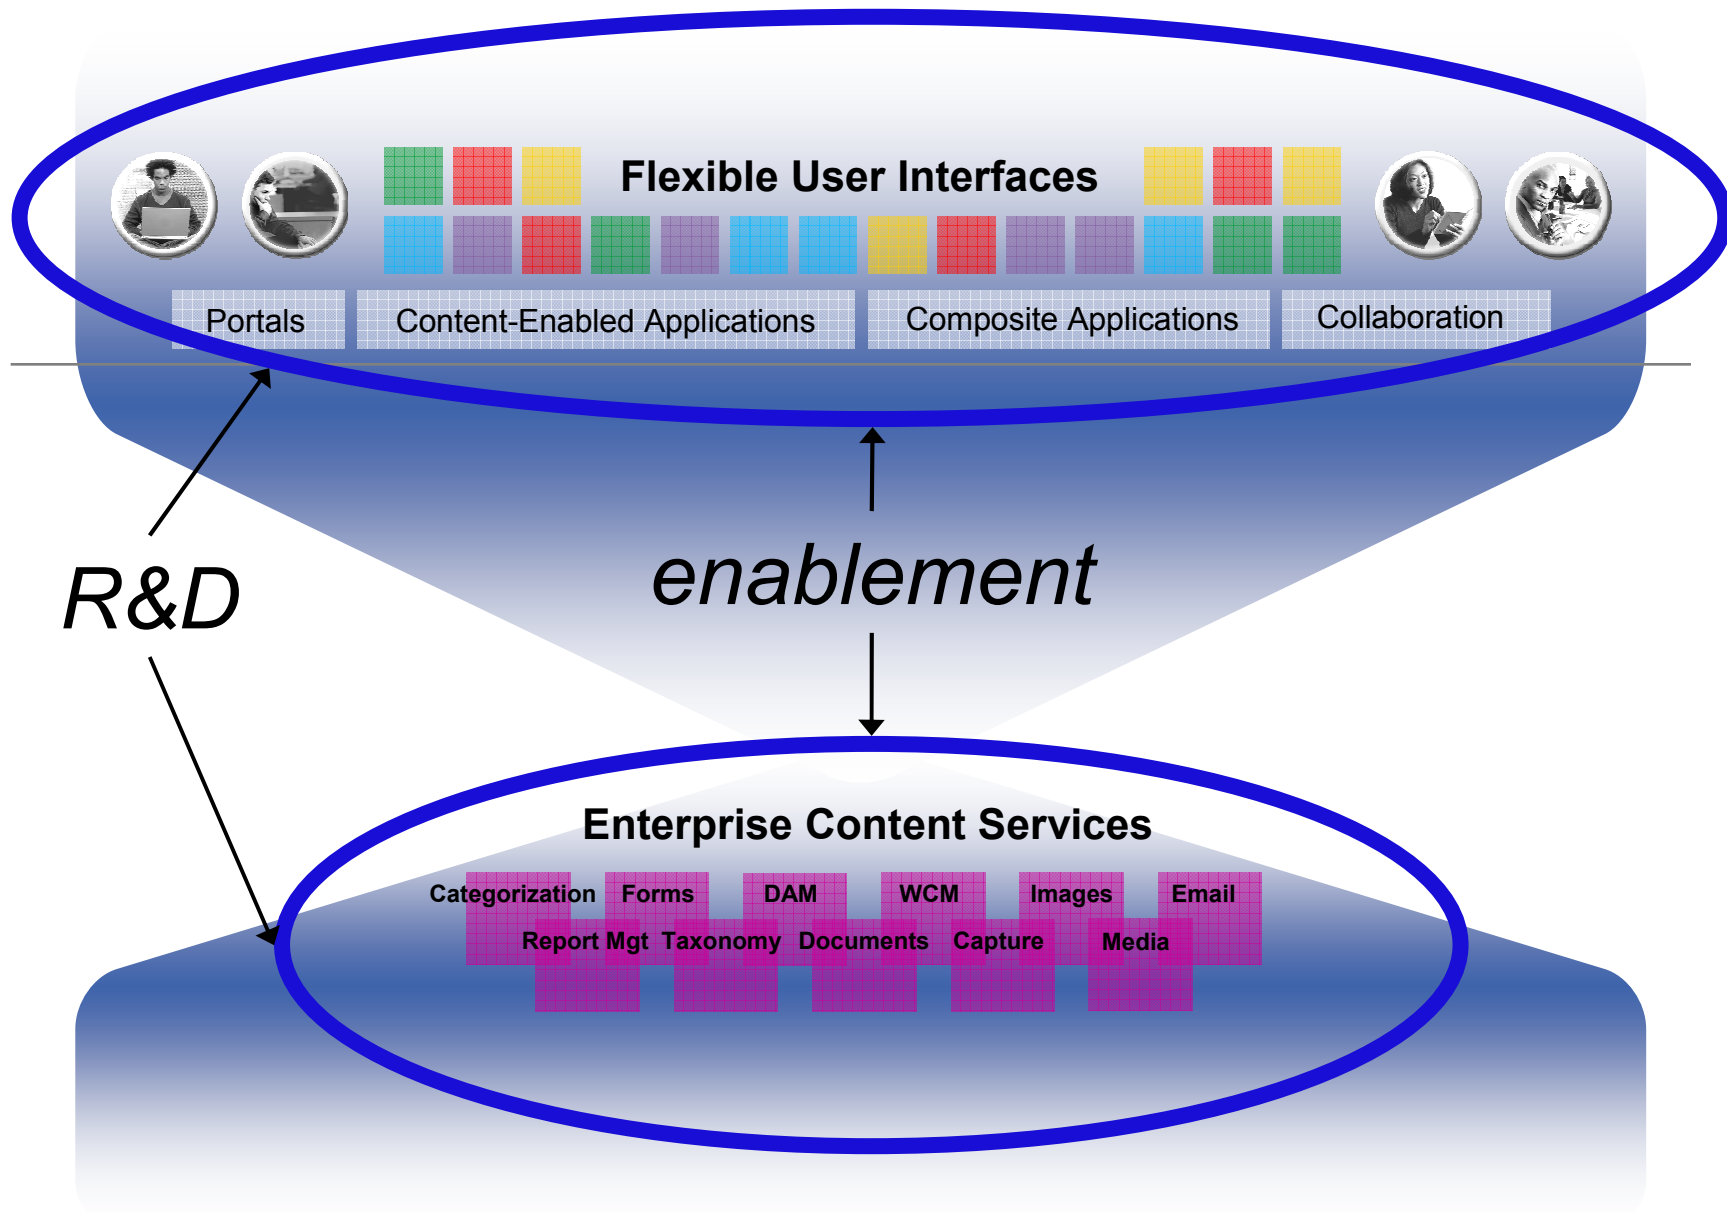 Flexible User Interfaces
Portals
Content-Enabled Applications
Composite Applications
Collaboration
R&D
enablement
Enterprise Content Services
Categorization Forms DAM WCM Images Email
Report Mgt Taxonomy Documents Capture Media